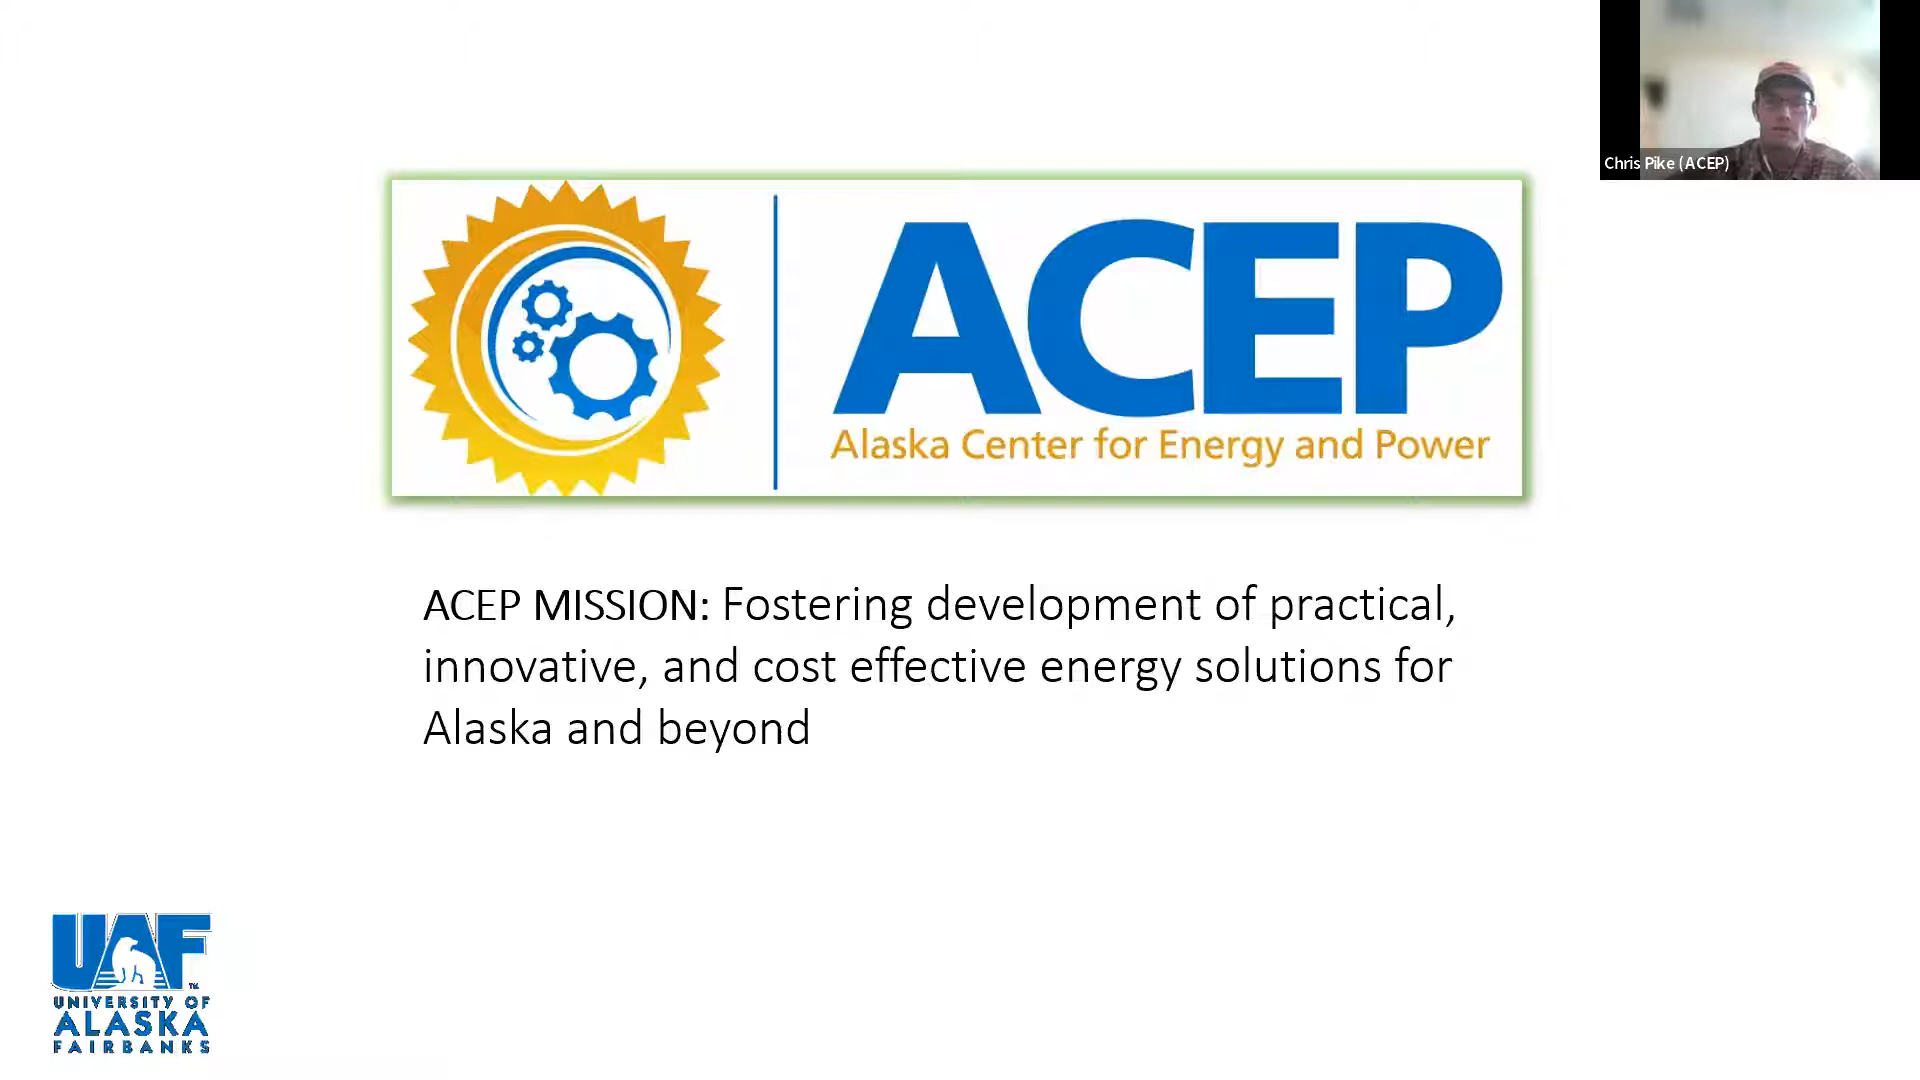 Chris Pike (ACEP)
ACEP
Alaska Center for Energy and Power
ACEP MISSION: Fostering development of practical,
innovative, and cost effective energy solutions for
Alaska and beyond
UAF
TM
UNIVERSITY OF
ALASKA
FAIRBANKS